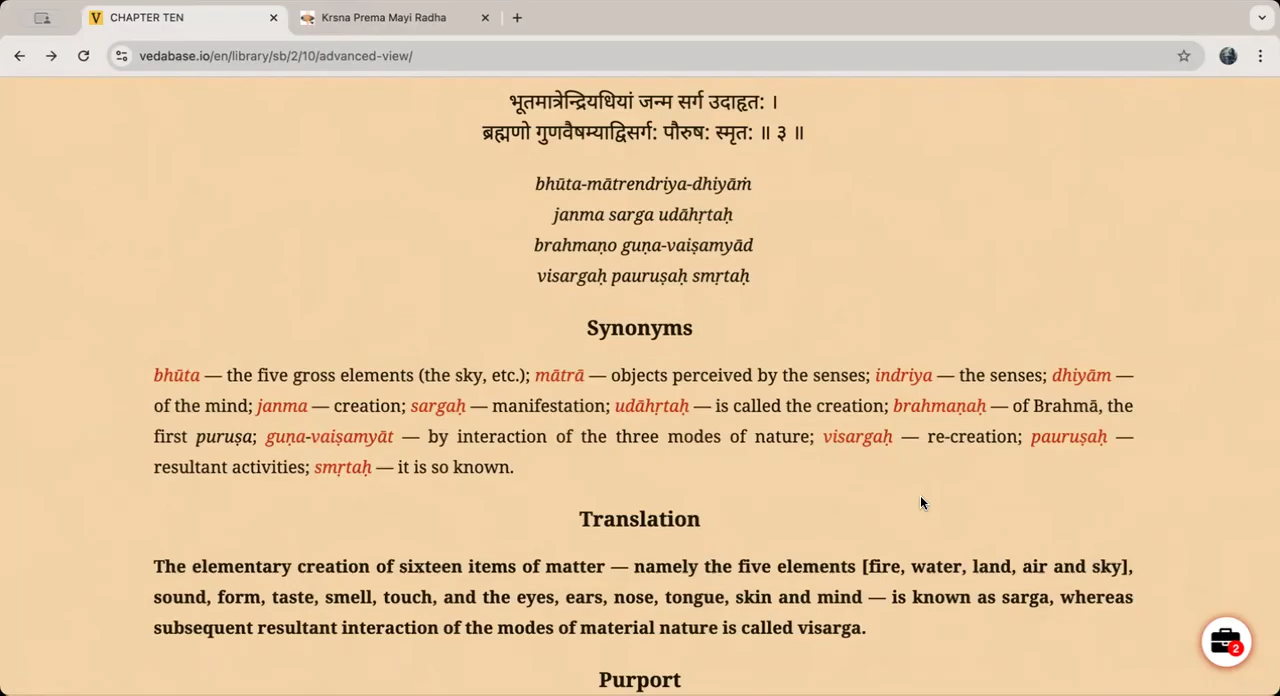 CHAPTER TEN
Krsna Prema Mayi Radha
vedabase.io/en/library/sb/2/10/advanced-view/
भूतमात्रेन्द्रियधियां जन्म सर्ग उदाहृत: ।
ब्रह्मणो गुणवैषम्याद्विसर्ग: पौरुष: स्मृत: ॥ ३ ॥
bhūta-mātrendriya-dhiyāṁ
janma sarga udāhṛtaḥ
brahmaṇo guṇa-vaiṣamyād
visargaḥ pauruṣaḥ smṛtaḥ
Synonyms
bhūta — the five gross elements (the sky, etc.); mātrā — objects perceived by the senses; indriya — the senses; dhiyām —
of the mind; janma — creation; sargaḥ — manifestation; udāhṛtaḥ — is called the creation; brahmaṇaḥ — of Brahmā, the
first puruṣa; guṇa-vaiṣamyāt — by interaction of the three modes of nature; visargaḥ — re-creation; pauruṣaḥ —
resultant activities; smṛtaḥ — it is so known.
Translation
The elementary creation of sixteen items of matter — namely the five elements [fire, water, land, air and sky],
sound, form, taste, smell, touch, and the eyes, ears, nose, tongue, skin and mind — is known as sarga, whereas
subsequent resultant interaction of the modes of material nature is called visarga.
2
Purport